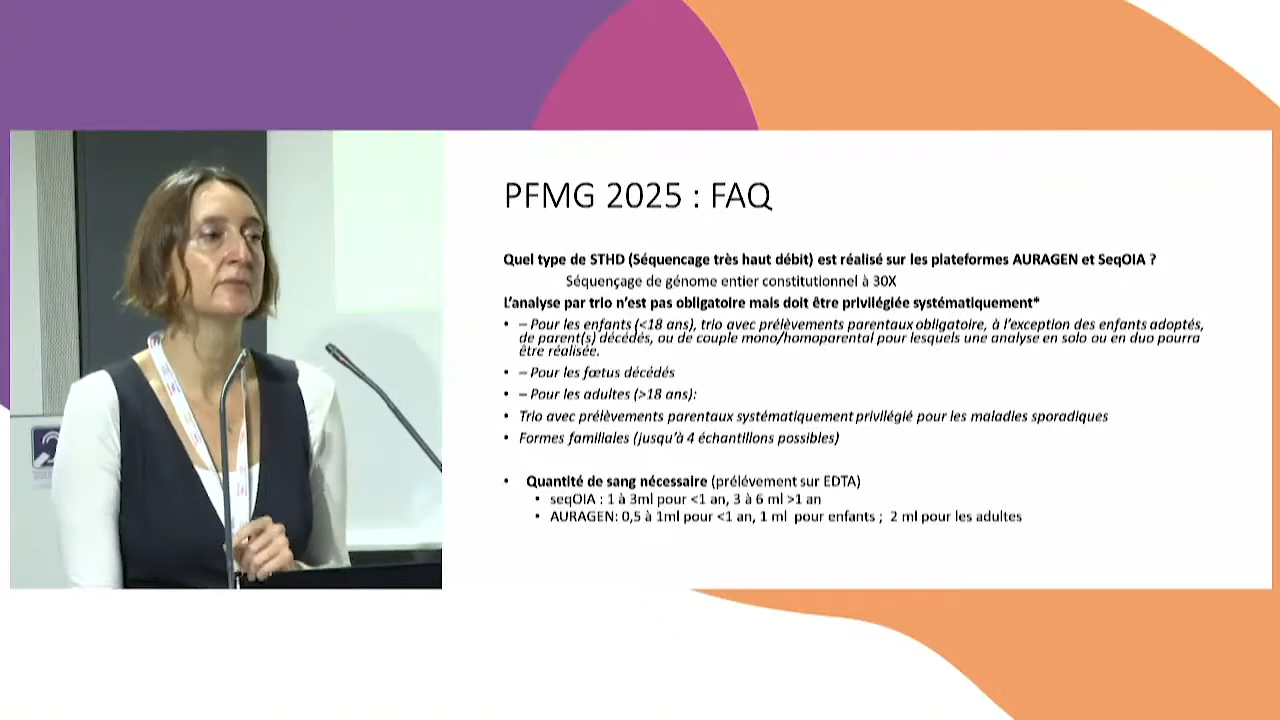 PFMG 2025 : FAQ
Quel type de STHD (Séquencage très haut débit) est réalisé sur les plateformes AURAGEN et SeqOIA ?
Séquençage de génome entier constitutionnel à 30X
L’analyse par trio n’est pas obligatoire mais doit être privilégiée systématiquement*
• – Pour les enfants (<18 ans), trio avec prélèvements parentaux obligatoire, à l’exception des enfants adoptés,
de parent(s) décédés, ou de couple mono/homoparental pour lesquels une analyse en solo ou en duo pourra
être réalisée.
• – Pour les fœtus décédés
• – Pour les adultes (>18 ans):
• Trio avec prélèvements parentaux systématiquement privilégié pour les maladies sporadiques
• Formes familiales (jusqu’à 4 échantillons possibles)
• Quantité de sang nécessaire (prélévement sur EDTA)
• seqOIA : 1 à 3ml pour <1 an, 3 à 6 ml >1 an
• AURAGEN: 0,5 à 1ml pour <1 an, 1 ml pour enfants ; 2 ml pour les adultes